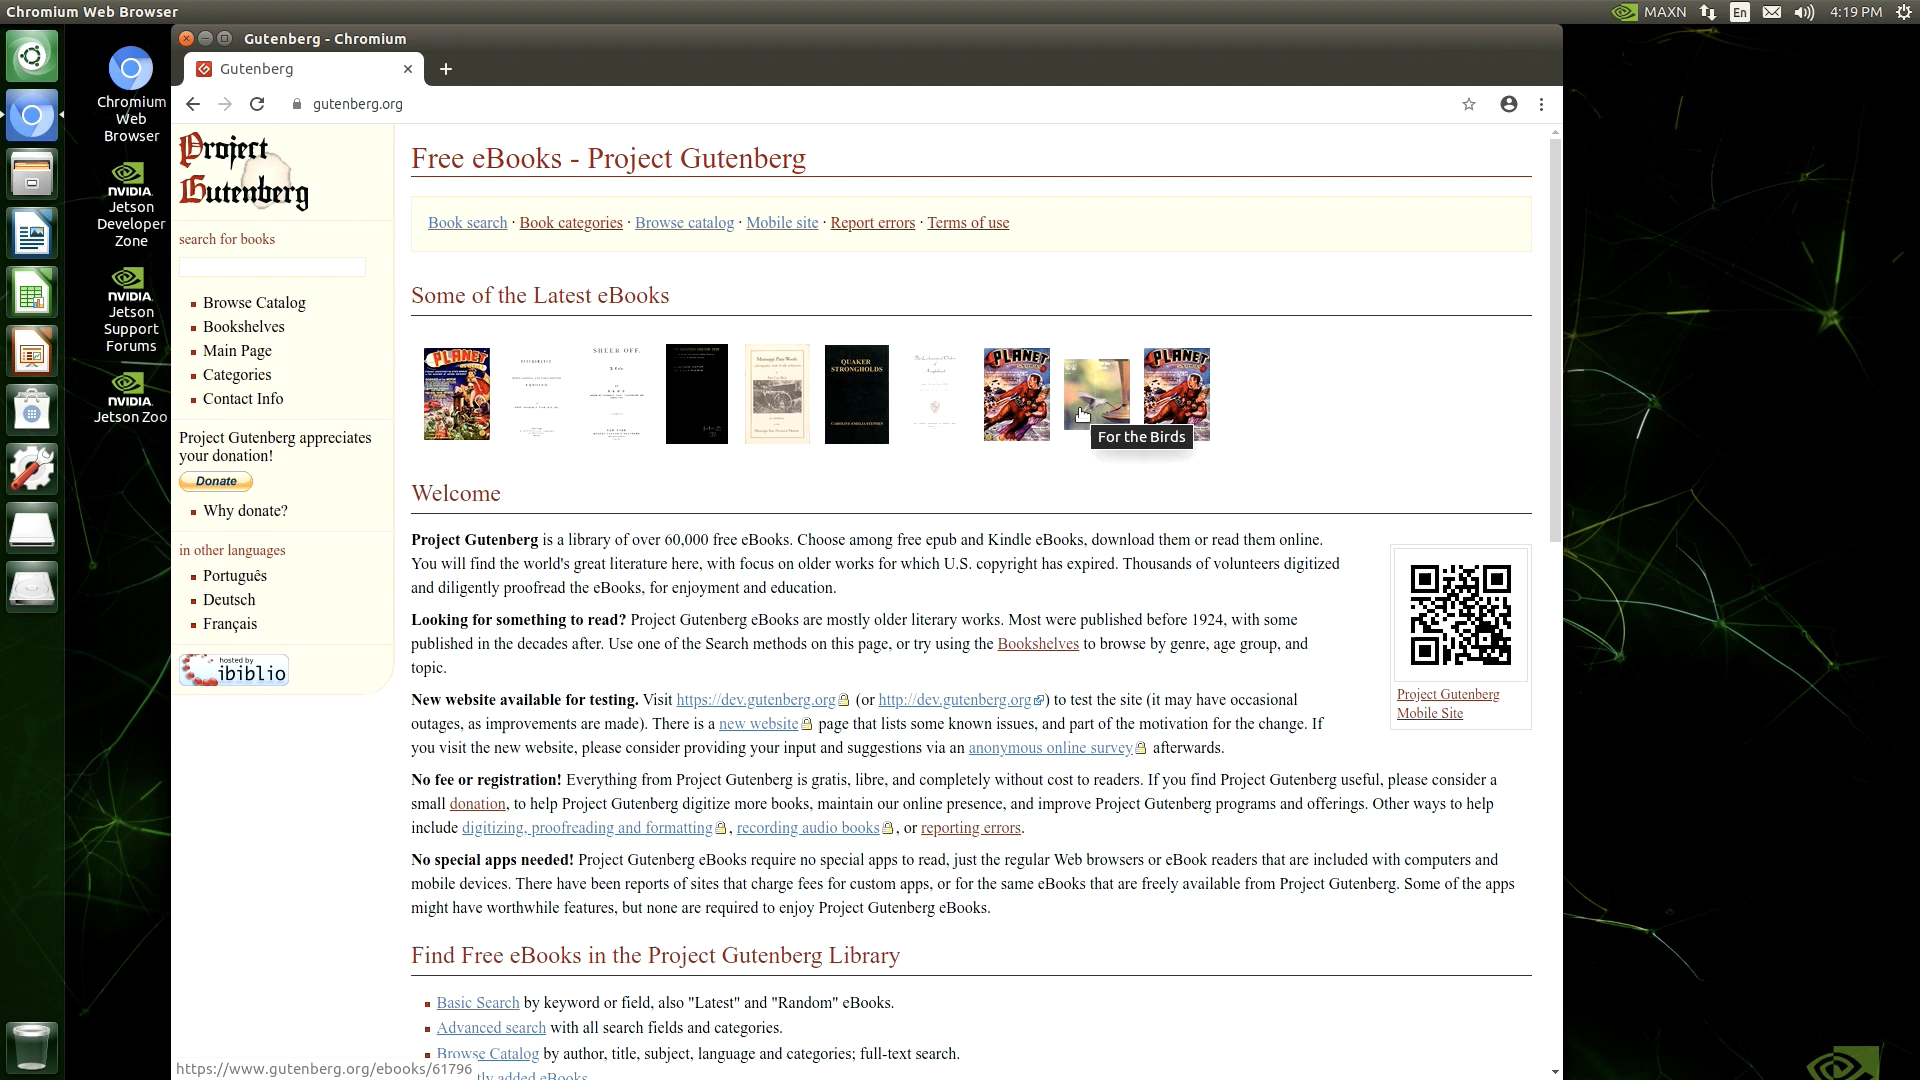 Chromium Web Browser
MAXN
En
4:19 PM
Chromium
Web
Browser
NVIDIA.
Jetson
Developer
Zone
NVIDIA.
Jetson
Support
Forums
NVIDIA.
Jetson Zoo
Gutenberg - Chromium
Gutenberg
gutenberg.org
Project
Gutenberg
search for books
Browse Catalog
Bookshelves
Main Page
Categories
Contact Info
Project Gutenberg appreciates
your donation!
Donate
Why donate?
in other languages
Português
Deutsch
Français
hosted by
ibiblio
Free eBooks - Project Gutenberg
Book search · Book categories · Browse catalog · Mobile site · Report errors · Terms of use
Some of the Latest eBooks
PLANET
SHEER OFF.
QUAKER
STRONGHOLDS
CAROLINE EMELIA STEPHEN
PLANET
PLANET
For the Birds
Welcome
Project Gutenberg is a library of over 60,000 free eBooks. Choose among free epub and Kindle eBooks, download them or read them online.
You will find the world's great literature here, with focus on older works for which U.S. copyright has expired. Thousands of volunteers digitized
and diligently proofread the eBooks, for enjoyment and education.
Looking for something to read? Project Gutenberg eBooks are mostly older literary works. Most were published before 1924, with some
published in the decades after. Use one of the Search methods on this page, or try using the Bookshelves to browse by genre, age group, and
topic.
New website available for testing. Visit https://dev.gutenberg.org (or http://dev.gutenberg.org) to test the site (it may have occasional
outages, as improvements are made). There is a new website page that lists some known issues, and part of the motivation for the change. If
you visit the new website, please consider providing your input and suggestions via an anonymous online survey afterwards.
Project Gutenberg
Mobile Site
No fee or registration! Everything from Project Gutenberg is gratis, libre, and completely without cost to readers. If you find Project Gutenberg useful, please consider a
small donation, to help Project Gutenberg digitize more books, maintain our online presence, and improve Project Gutenberg programs and offerings. Other ways to help
include digitizing, proofreading and formatting, recording audio books, or reporting errors.
No special apps needed! Project Gutenberg eBooks require no special apps to read, just the regular Web browsers or eBook readers that are included with computers and
mobile devices. There have been reports of sites that charge fees for custom apps, or for the same eBooks that are freely available from Project Gutenberg. Some of the apps
might have worthwhile features, but none are required to enjoy Project Gutenberg eBooks.
Find Free eBooks in the Project Gutenberg Library
Basic Search by keyword or field, also "Latest" and "Random" eBooks.
Advanced search with all search fields and categories.
Browse Catalog by author, title, subject, language and categories; full-text search.
tly added eBooks
https://www.gutenberg.org/ebooks/61796